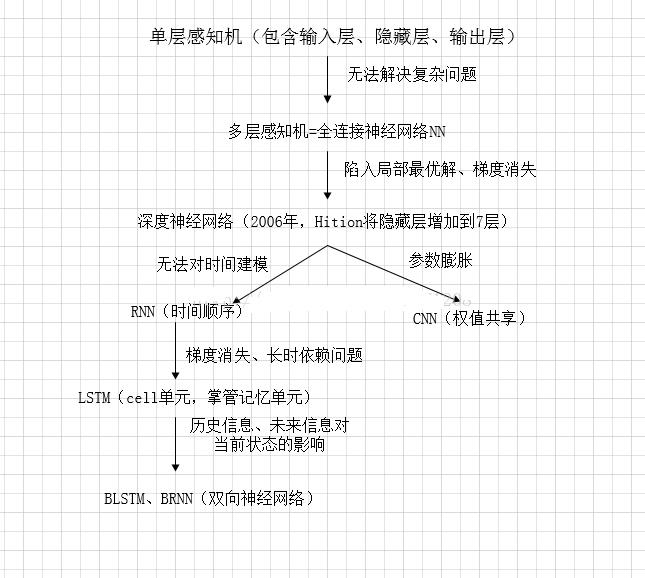 单层感知机（包含输入层、隐藏层、输出层）
无法解决复杂问题
多层感知机=全连接神经网络NN
陷入局部最优解、梯度消失
深度神经网络（2006年，Hition将隐藏层增加到7层）
无法对时间建模
参数膨胀
RNN（时间顺序）
CNN（权值共享）
梯度消失、长时依赖问题
LSTM（cell单元，掌管记忆单元）
历史信息、未来信息对
当前状态的影响
BLSTM、BRNN（双向神经网络）